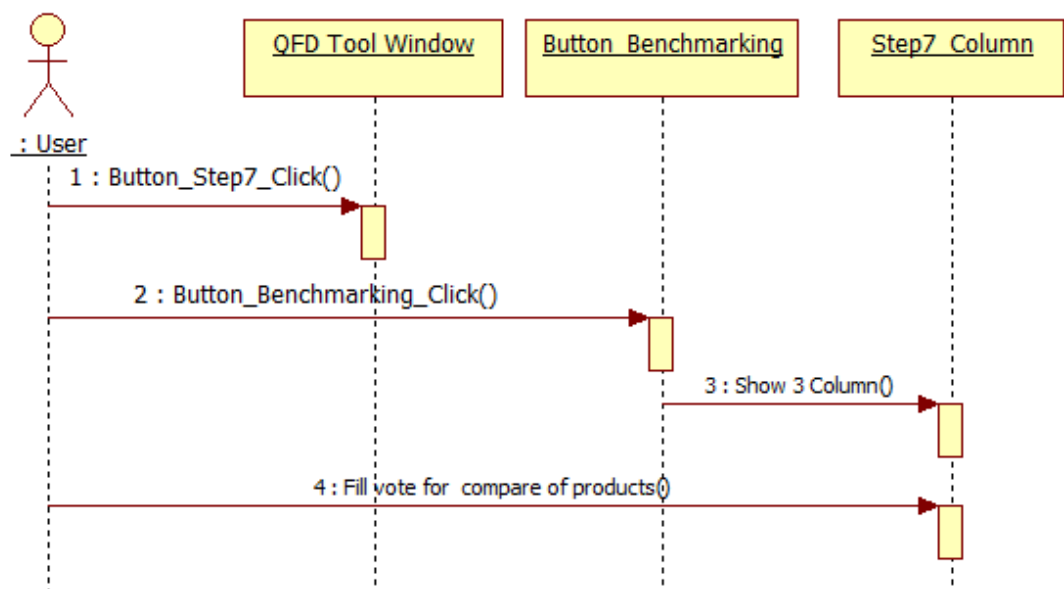 QFD Tool Window
Button_Benchmarking
Step7_Column
: User
1 : Button_Step7_Click()
2 : Button_Benchmarking_Click()
3 : Show 3 Column()
4 : Fill vote for compare of products()